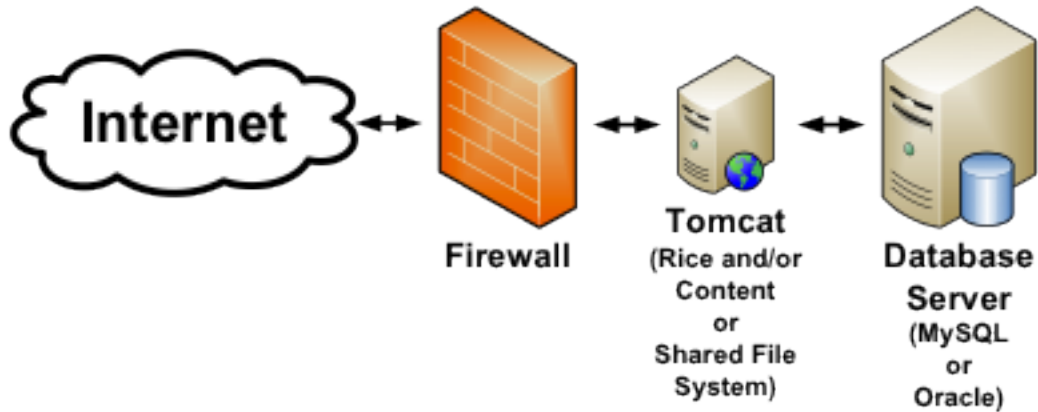 Internet
Firewall
Tomcat
(Rice and/or
Content
or
Shared File
System)
Database
Server
(MySQL
or
Oracle)